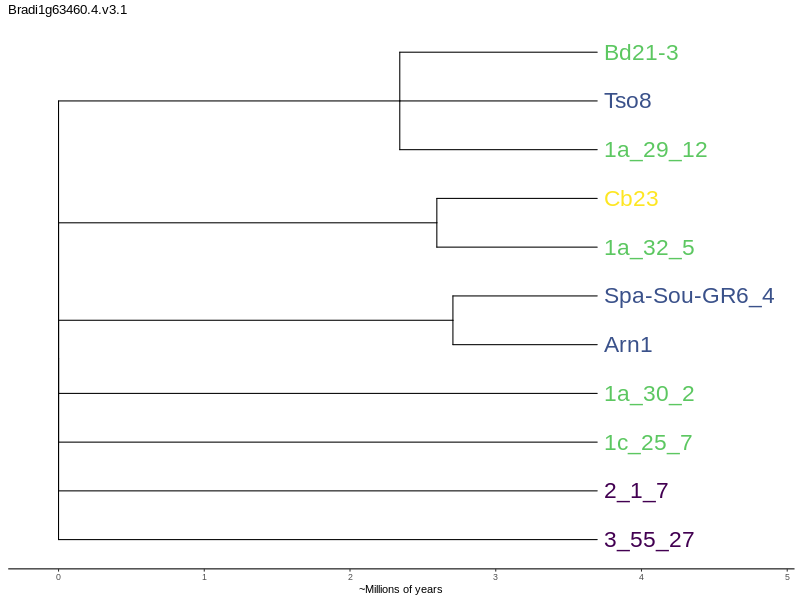 Bradi1g63460.4.v3.1
Bd21-3
Tso8
1a_29_12
Cb23
1a_32_5
Spa-Sou-GR6_4
Arn1
1a_30_2
1c_25_7
2_1_7
3_55_27
0 1 2 3 4 5
~Millions of years